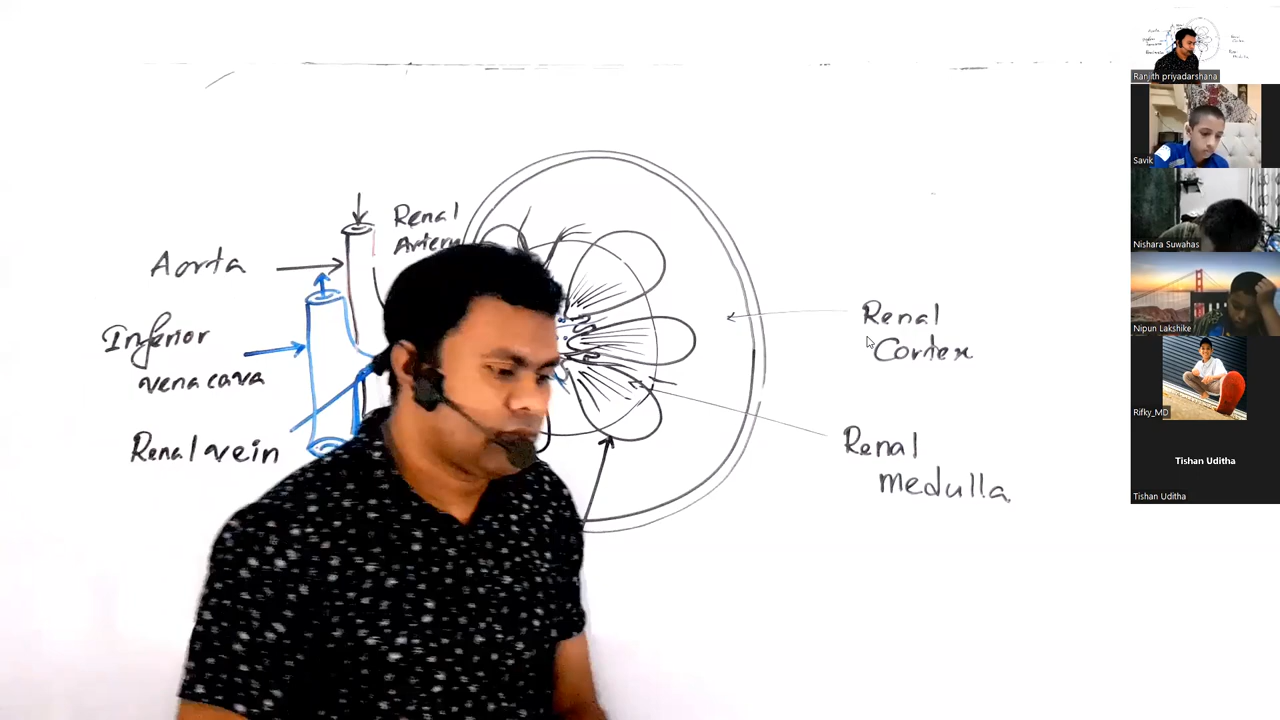 Renal
Artery
Aorta
Inferior
vena cava
Renal vein
Renal
Cortex
Renal
medulla
Ranjith priyadarshana
Savik
Nishara Suwahas
Nipun Lakshike
Rifky_MD
Tishan Uditha
Tishan Uditha